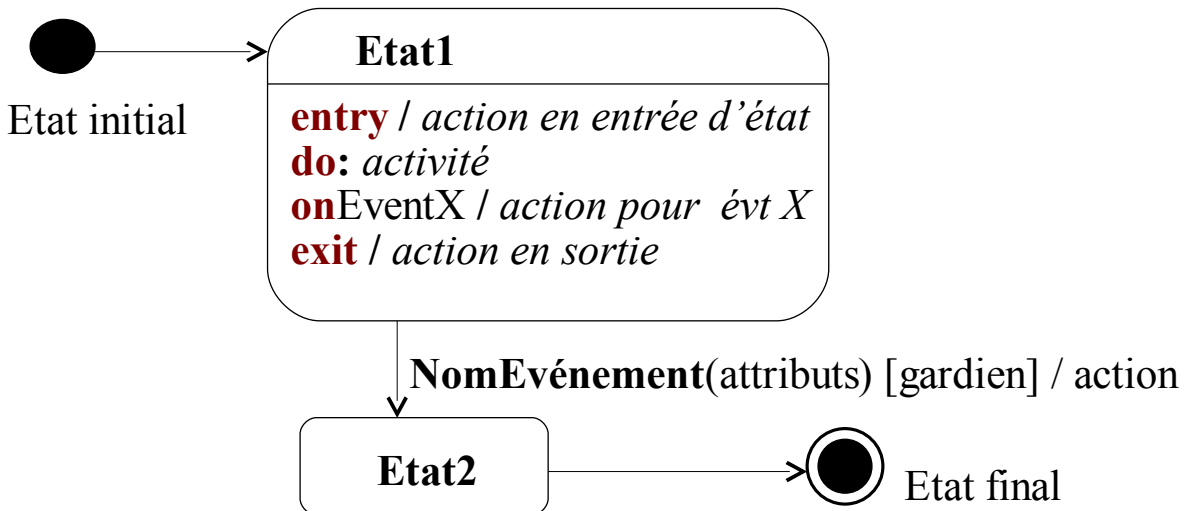 Etat1
Etat initial
entry / action en entrée d’état
do: activité
onEventX / action pour évt X
exit / action en sortie
NomEvénement(attributs) [gardien] / action
Etat2
Etat final